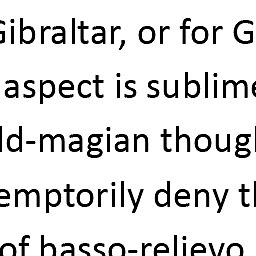 Gibraltar, or for G
aspect is sublime
ld-magian though
emptorily deny th
of basso-relievo